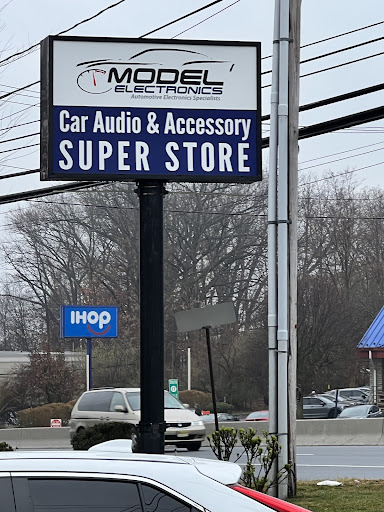 MODEL
ELECTRONICS
Automotive Electronics Specialists
Car Audio & Accessory
SUPER STORE
IHOP